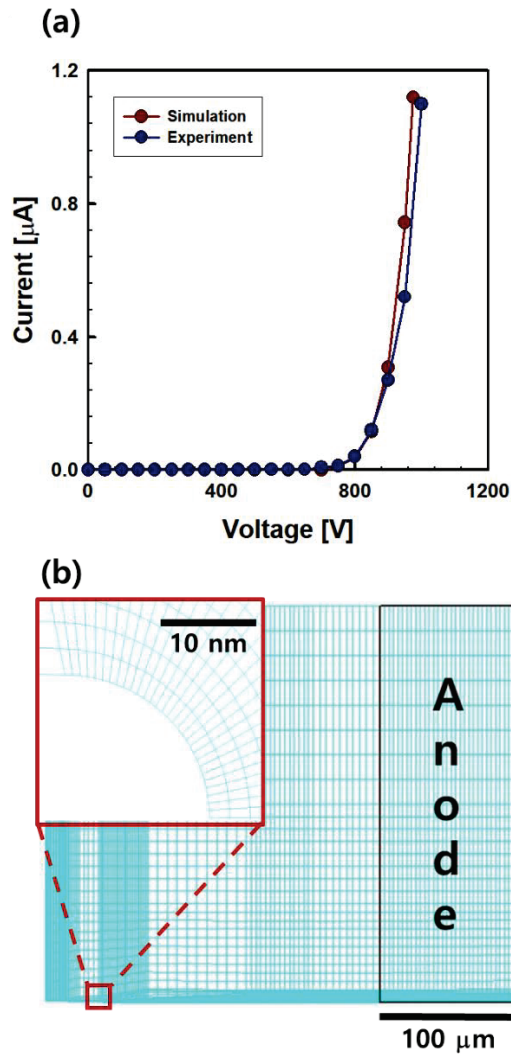 (a)
1.2
Simulation
Experiment
0.8
Current [μA]
0.4
0.0
0 400 800 1200
Voltage [V]
(b)
10 nm
Anode
100 μm